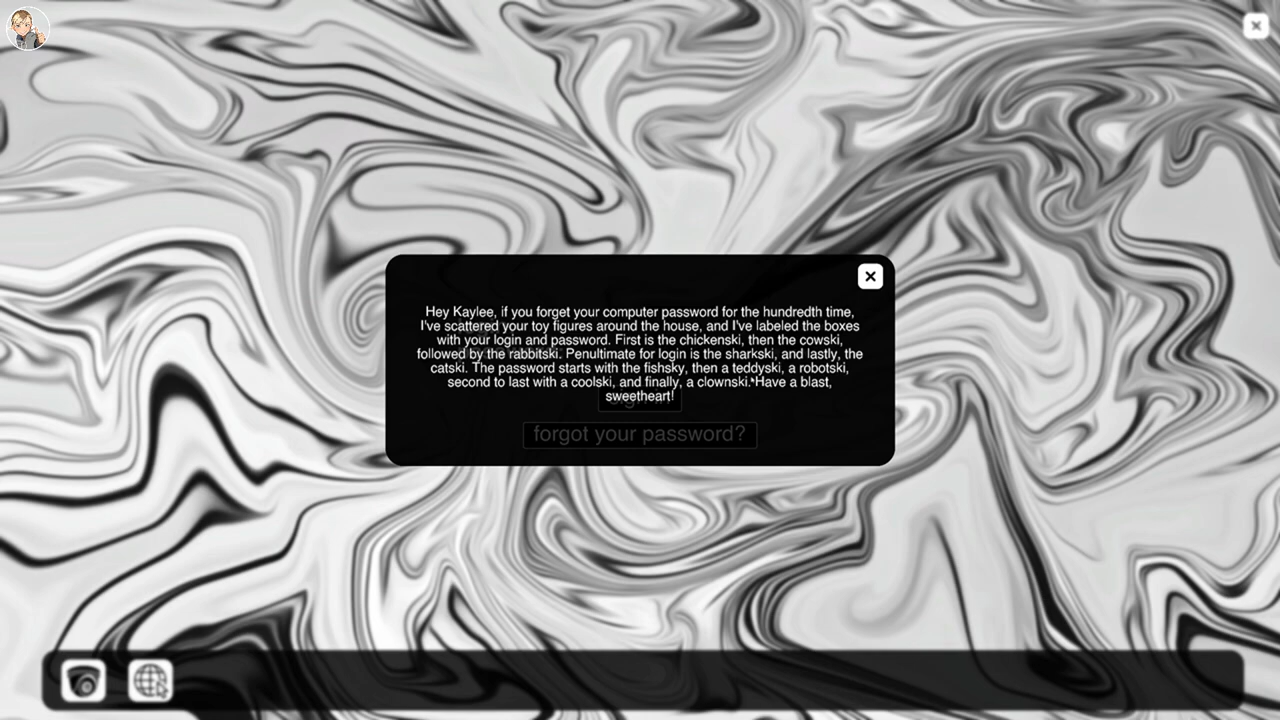 Hey Kaylee, if you forget your computer password for the hundredth time,
I've scattered your toy figures around the house, and I've labeled the boxes
with your login and password. First is the chickenski, then the cowski,
followed by the rabbitski. Penultimate for login is the sharkski, and lastly, the
catski. The password starts with the fishsky, then a teddyski, a robotski,
second to last with a coolski, and finally, a clownski. Have a blast,
sweetheart!
forgot your password?